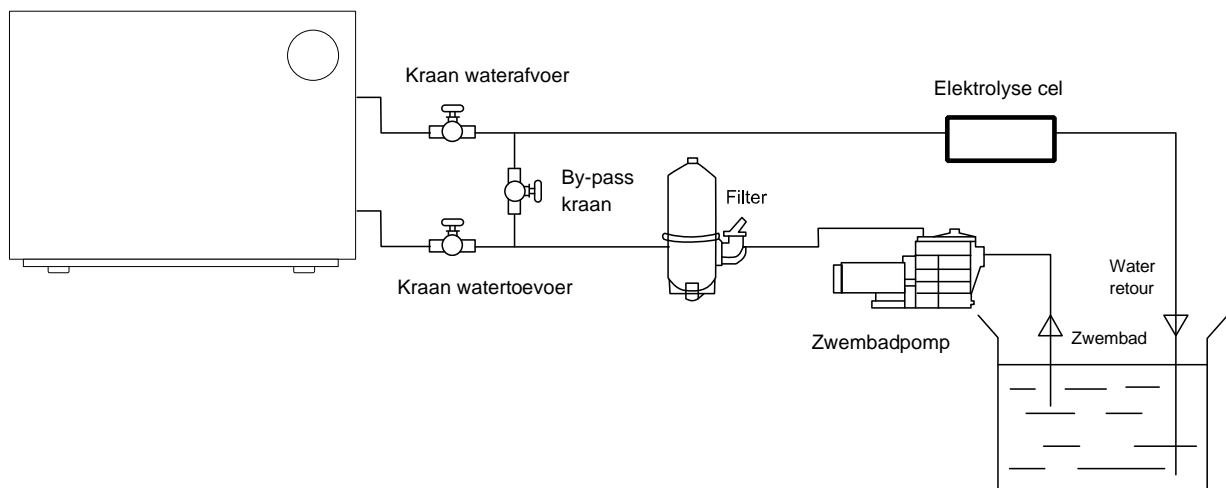 Kraan waterafvoer
Elektrolyse cel
By-pass
kraan
Filter
Kraan watertoevoer
Zwembadpomp
Water
retour
Zwembad